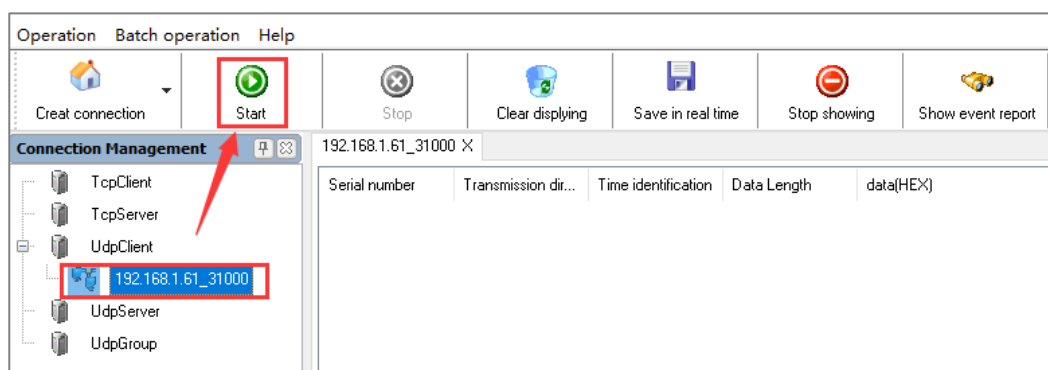 Operation Batch operation Help
Creat connection Start Stop Clear displying Save in real time Stop showing Show event report
Connection Management 192.168.1.61_31000 X
Serial number Transmission dir... Time identification Data Length data(HEX)
TcpClient
TcpServer
UdpClient
192.168.1.61_31000
UdpServer
UdpGroup